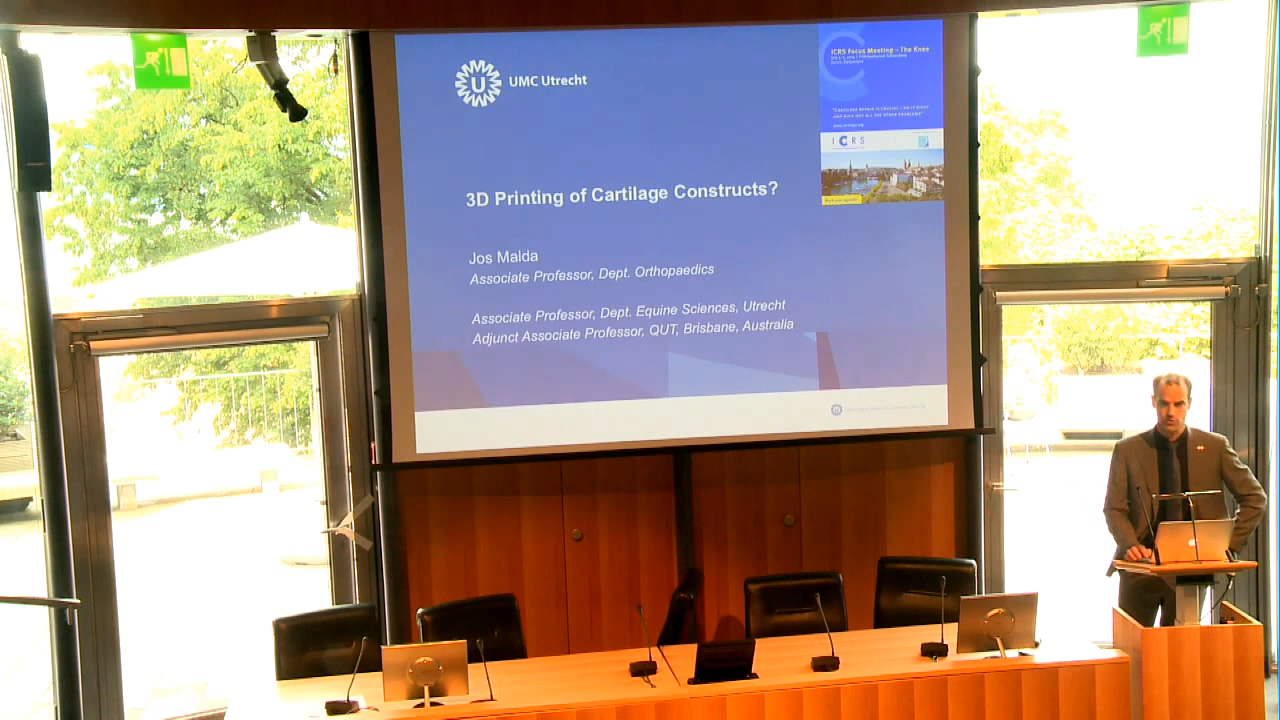 UMC Utrecht
ICRS Focus Meeting – The Knee
ICRS
3D Printing of Cartilage Constructs?
Jos Malda
Associate Professor, Dept. Orthopaedics
Associate Professor, Dept. Equine Sciences, Utrecht
Adjunct Associate Professor, QUT, Brisbane, Australia